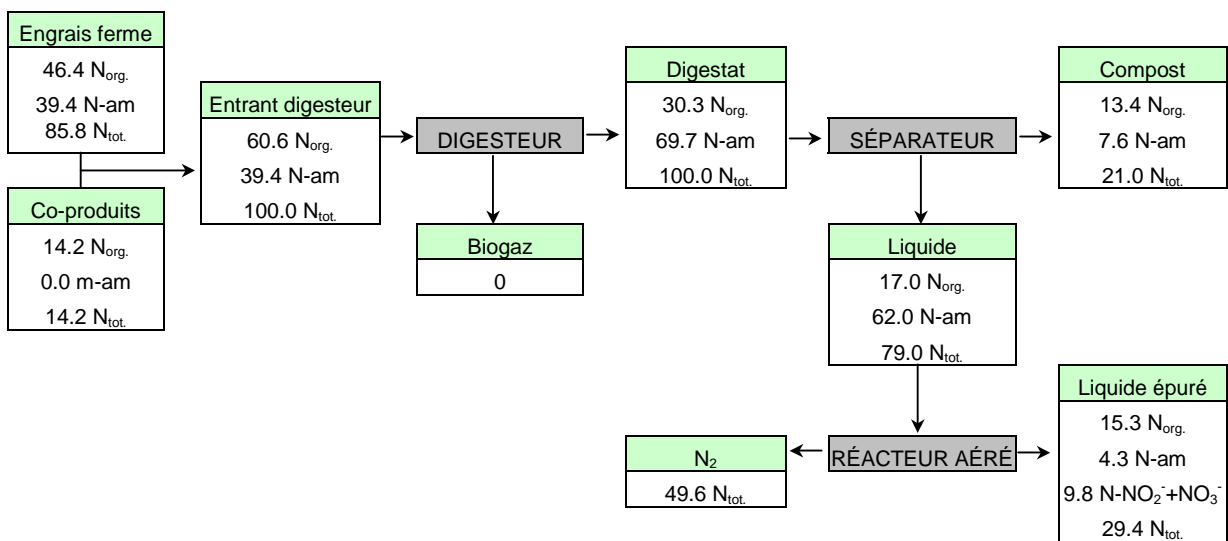 Engrais ferme
46.4 Norg.
39.4 N-am
85.8 Ntot.
Co-produits
14.2 Norg.
0.0 m-am
14.2 Ntot.
Entrant digesteur
60.6 Norg.
39.4 N-am
100.0 Ntot.
DIGESTEUR
Biogaz
0
Digestat
30.3 Norg.
69.7 N-am
100.0 Ntot.
SÉPARATEUR
Compost
13.4 Norg.
7.6 N-am
21.0 Ntot.
Liquide
17.0 Norg.
62.0 N-am
79.0 Ntot.
RÉACTEUR AÉRÉ
N2
49.6 Ntot.
Liquide épuré
15.3 Norg.
4.3 N-am
9.8 N-NO2-+NO3-
29.4 Ntot.